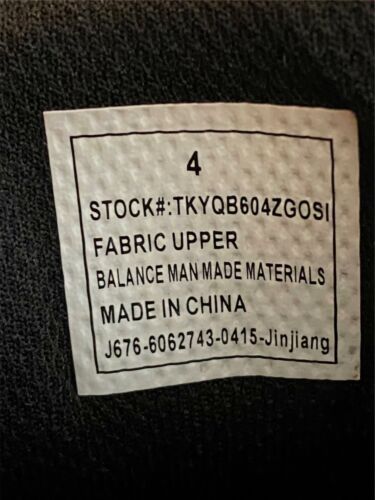 4
STOCK#:TKYQB604ZGOSI
FABRIC UPPER
BALANCE MAN MADE MATERIALS
MADE IN CHINA
J676-6062743-0415-Jinjiang